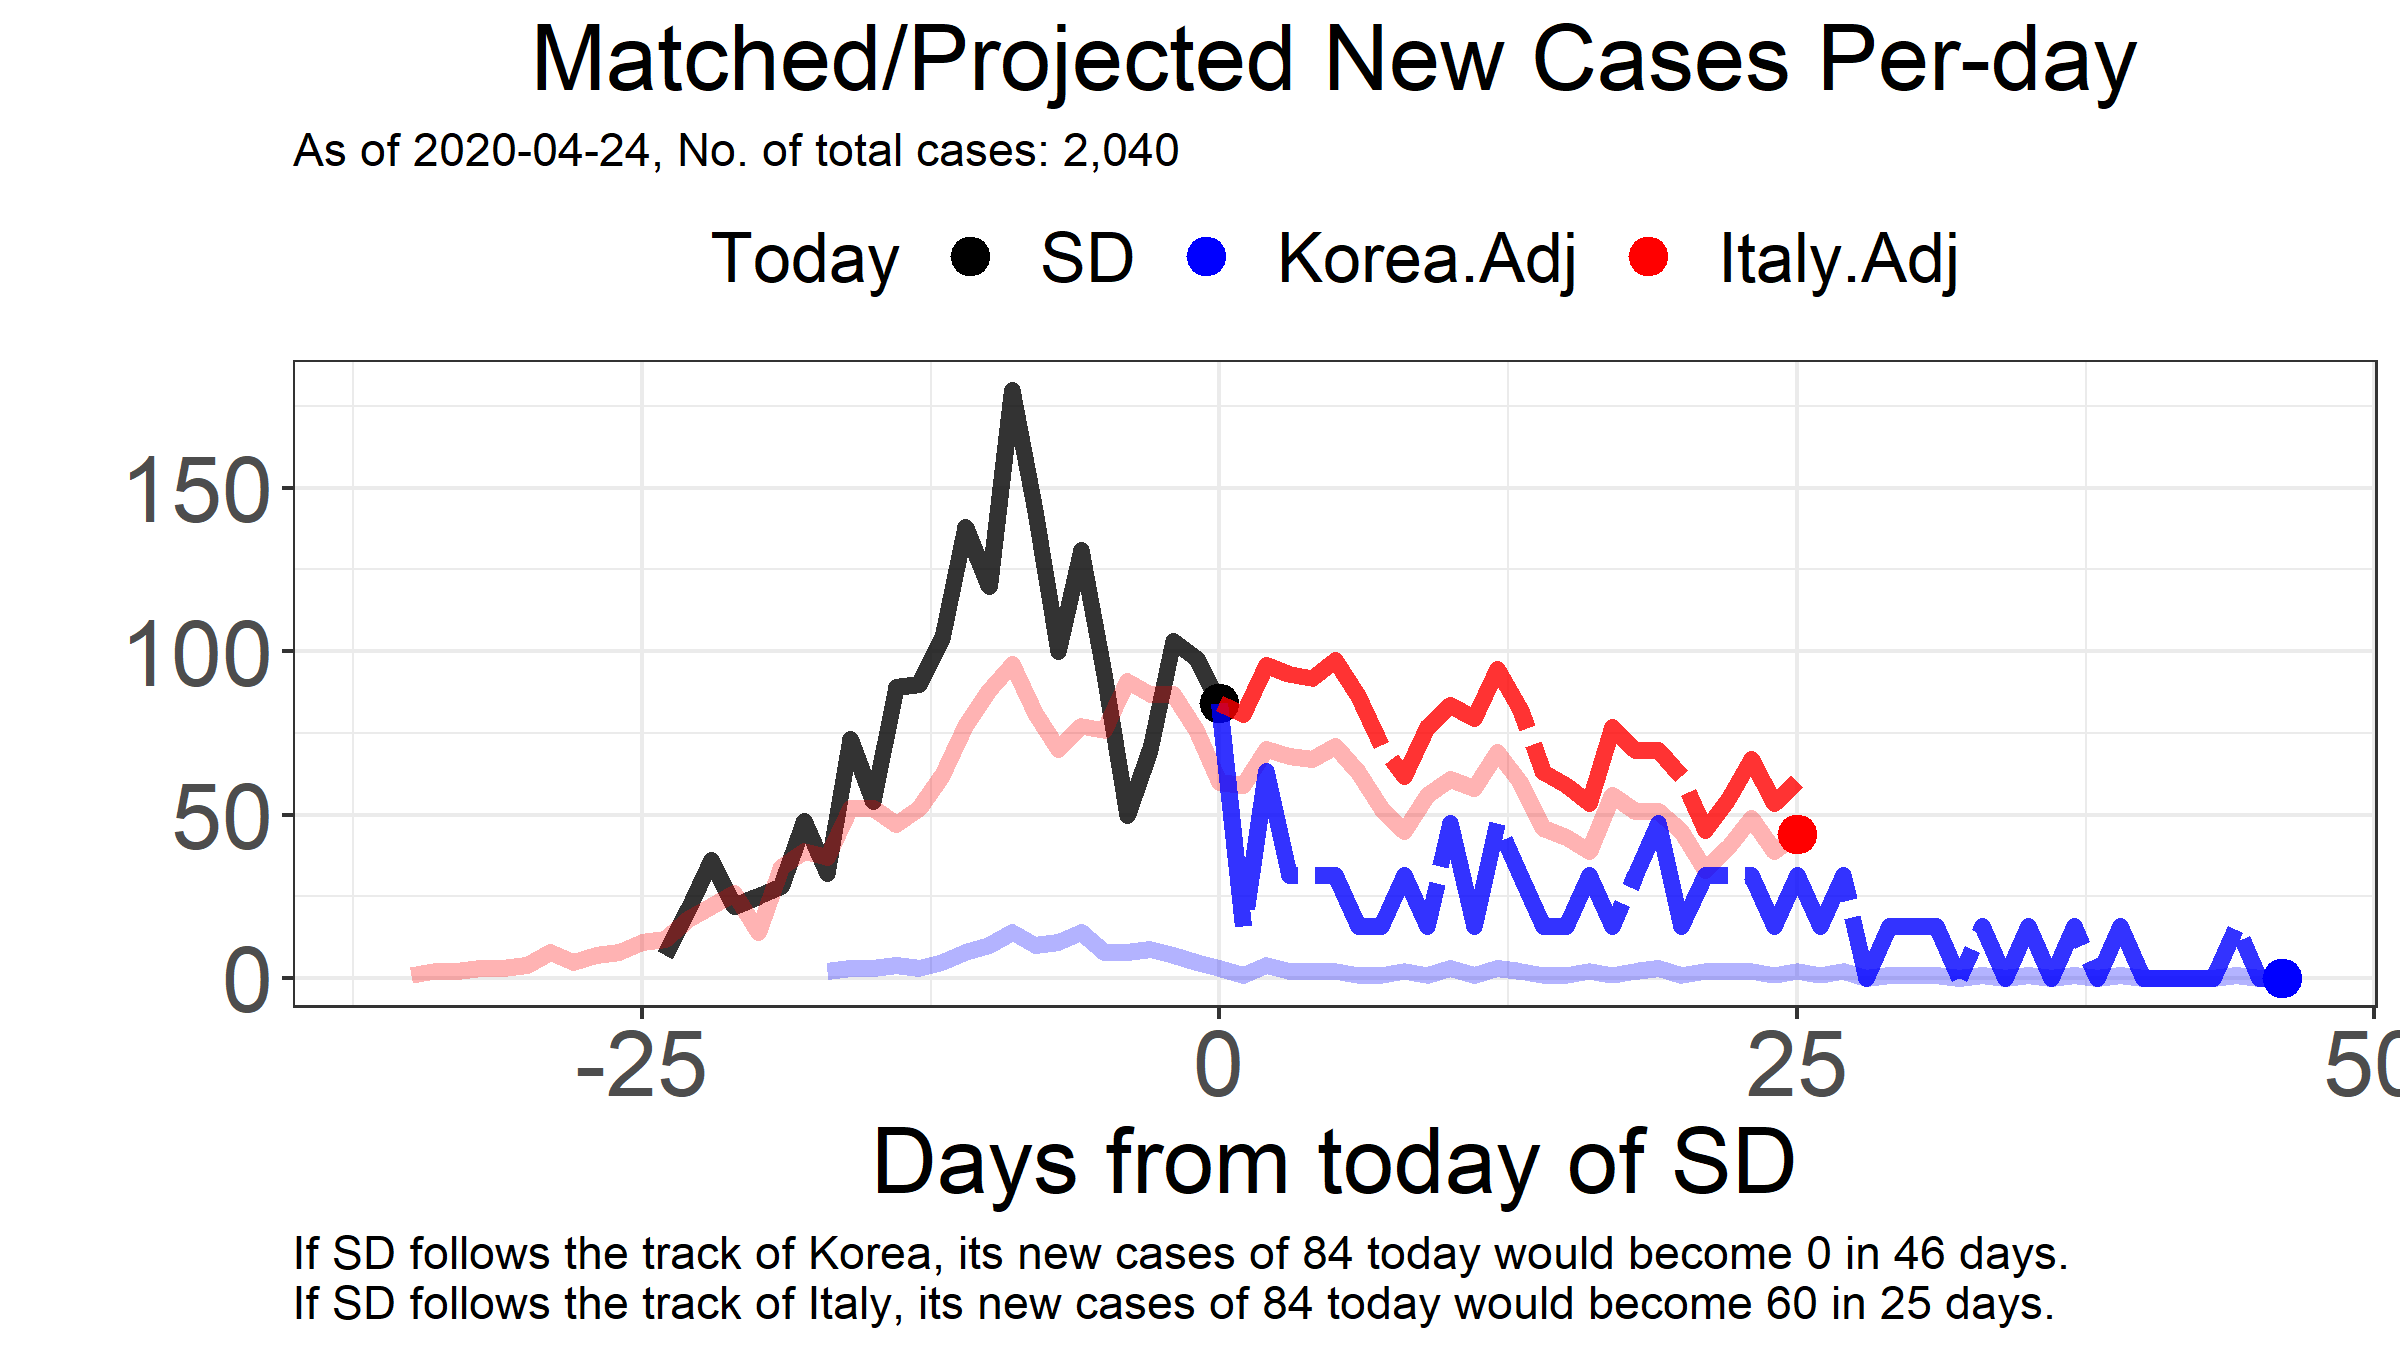 Matched/Projected New Cases Per-day
As of 2020-04-24, No. of total cases: 2,040
Today SD Korea.Adj Italy.Adj
150
100
50
0
-25 0 25 50
Days from today of SD
If SD follows the track of Korea, its new cases of 84 today would become 0 in 46 days.
If SD follows the track of Italy, its new cases of 84 today would become 60 in 25 days.